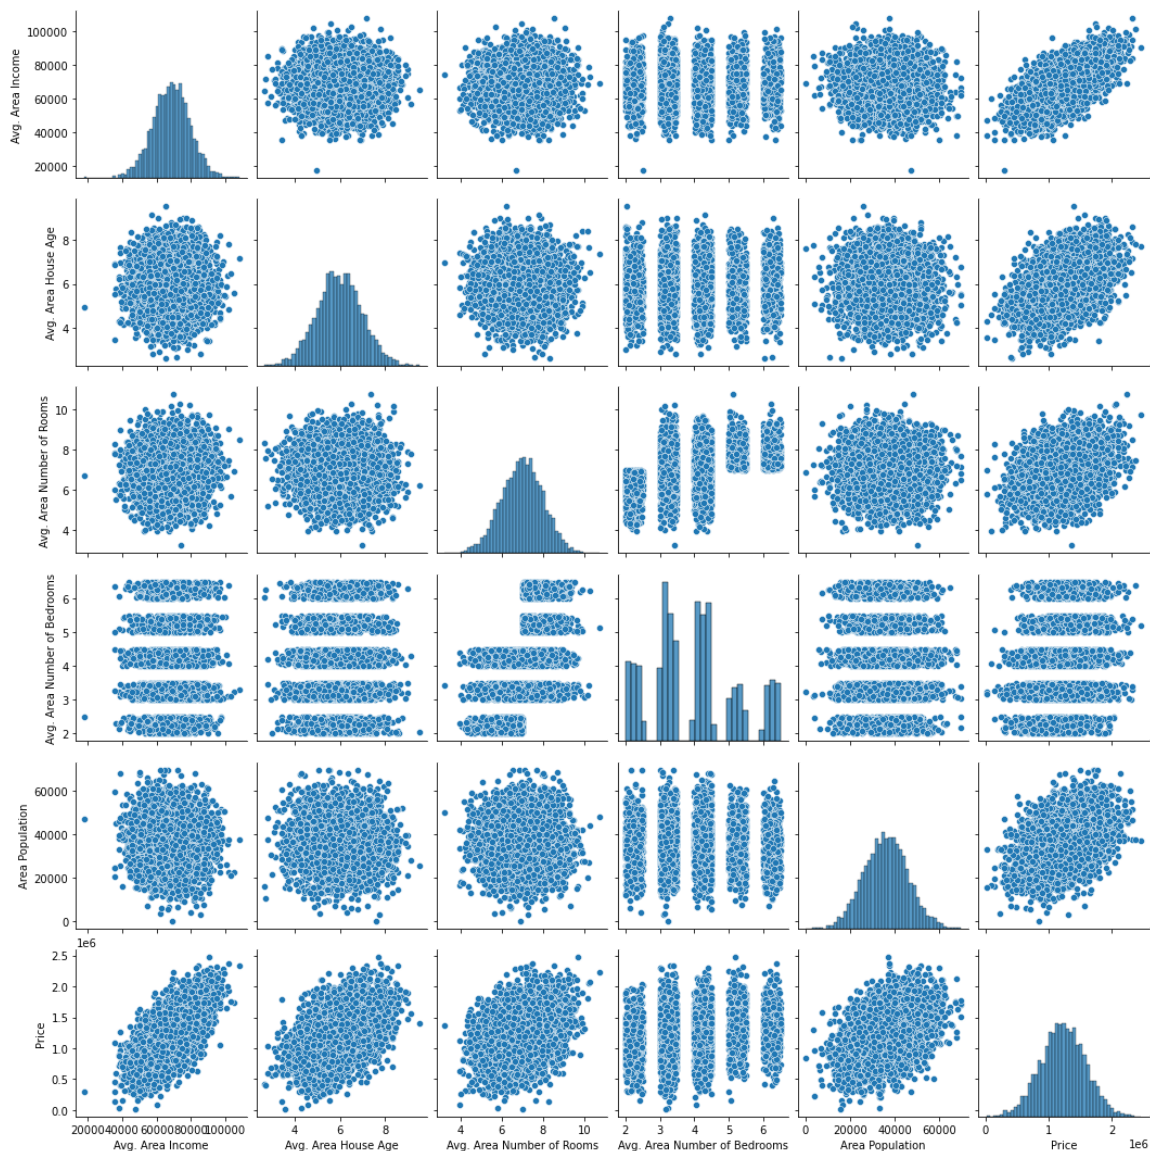 100000
80000
60000
40000
20000
Avg. Area Income
8
6
4
Avg. Area House Age
10
8
6
4
Avg. Area Number of Rooms
6
5
4
3
2
Avg. Area Number of Bedrooms
60000
40000
20000
0
Area Population
1e6
2.5
2.0
1.5
1.0
0.5
0.0
Price
20000 40000 60000 80000 100000
4 6 8
4 6 8 10
2 3 4 5 6
0 20000 40000 60000
0 1 2
1e6
Avg. Area Income
Avg. Area House Age
Avg. Area Number of Rooms
Avg. Area Number of Bedrooms
Area Population
Price